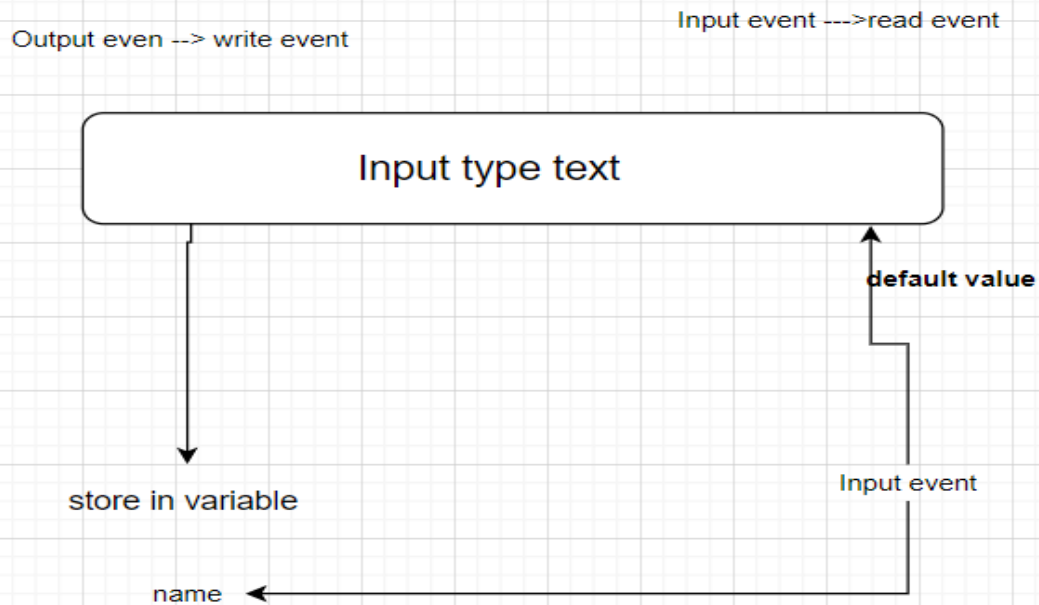 Output even --> write event
Input event --->read event
Input type text
default value
Input event
store in variable
name